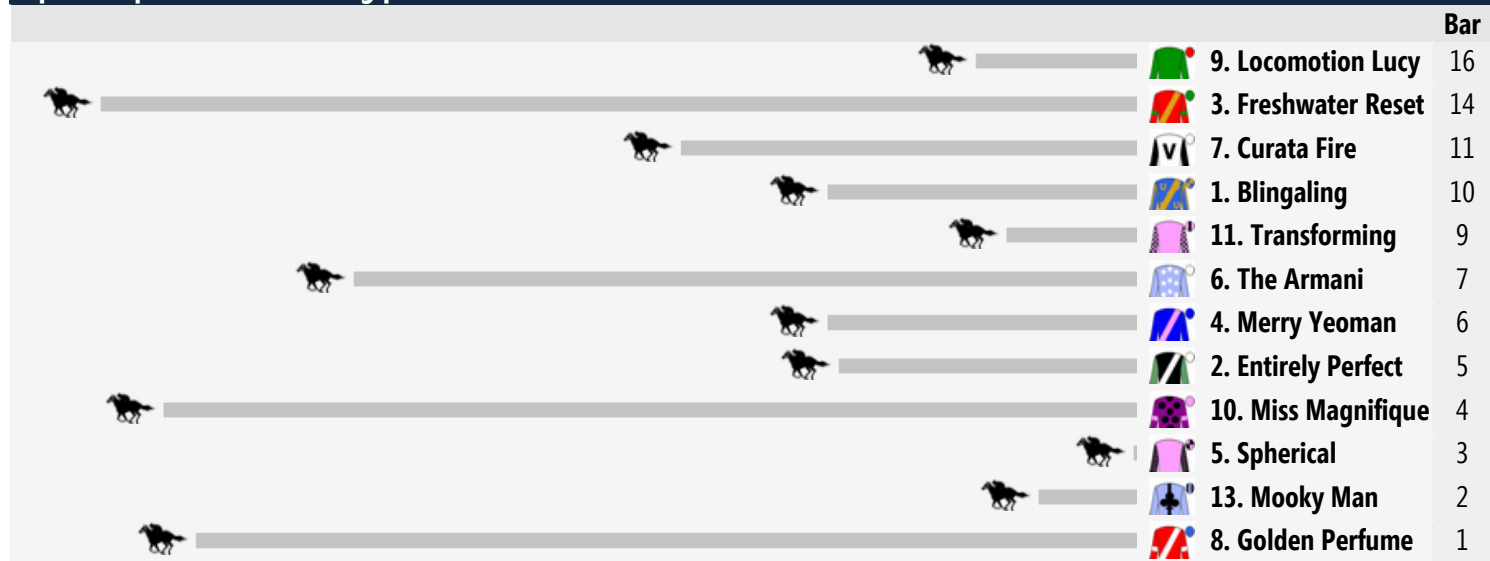 Bar
9. Locomotion Lucy 16
3. Freshwater Reset 14
V 7. Curata Fire 11
1. Blingaling 10
11. Transforming 9
6. The Armani 7
4. Merry Yeoman 6
2. Entirely Perfect 5
10. Miss Magnifique 4
5. Spherical 3
13. Mooky Man 2
8. Golden Perfume 1